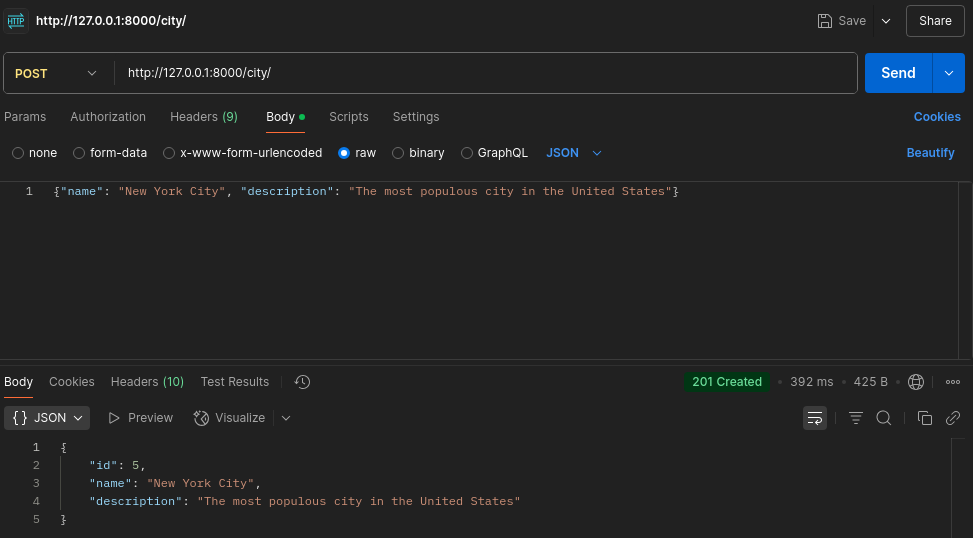 HTTP http://127.0.0.1:8000/city/ Save Share
POST http://127.0.0.1:8000/city/ Send
Params Authorization Headers (9) Body Scripts Settings Cookies
none form-data x-www-form-urlencoded raw binary GraphQL JSON Beautify
1 {"name": "New York City", "description": "The most populous city in the United States"}
Body Cookies Headers (10) Test Results 201 Created • 392 ms • 425 B •
{} JSON Preview Visualize
1 {
2 "id": 5,
3 "name": "New York City",
4 "description": "The most populous city in the United States"
5 }